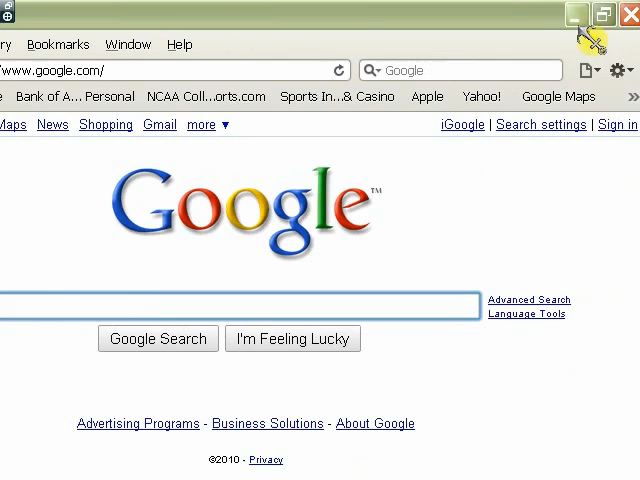 ry Bookmarks Window Help
/www.google.com/ Google
Bank of A... Personal NCAA Coll...orts.com Sports In...& Casino Apple Yahoo! Google Maps »
Maps News Shopping Gmail more ▼ iGoogle | Search settings | Sign in
Google™
Advanced Search
Language Tools
Google Search I'm Feeling Lucky
Advertising Programs - Business Solutions - About Google
©2010 - Privacy